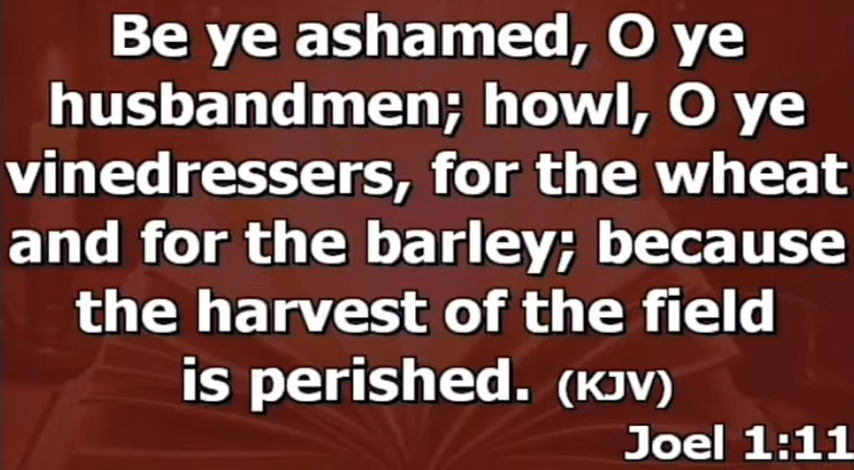 Be ye ashamed, O ye
husbandmen; howl, O ye
vinedressers, for the wheat
and for the barley; because
the harvest of the field
is perished. (KJV)
Joel 1:11